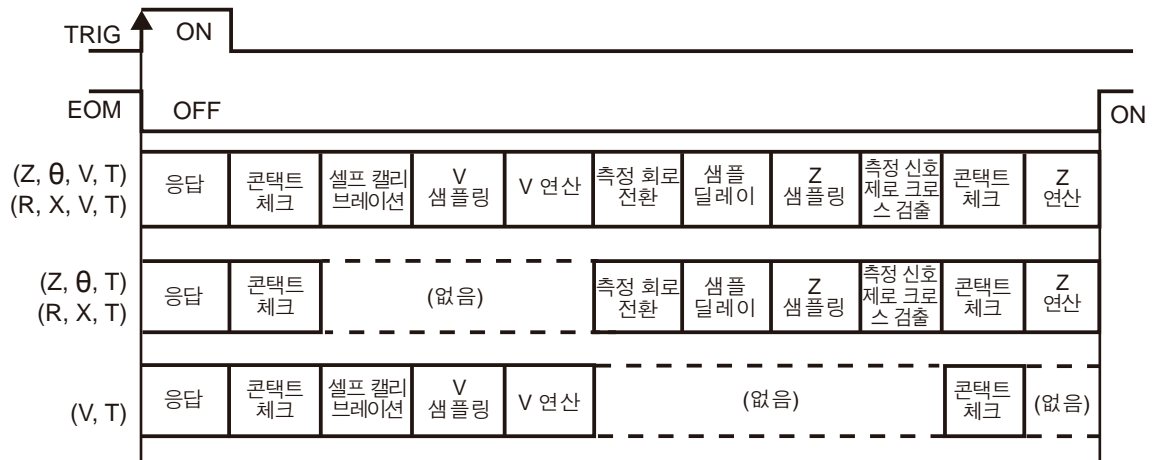 TRIG ON
EOM OFF ON
(Z, θ, V, T)
(R, X, V, T)
응답
콘택트
체크
셀프 캘리
브레이션
V
샘플링
V 연산
측정 회로
전환
샘플
딜레이
Z
샘플링
측정 신호
제로 크로
스 검출
콘택트
체크
Z
연산
(Z, θ, T)
(R, X, T)
응답
콘택트
체크
(없음)
측정 회로
전환
샘플
딜레이
Z
샘플링
측정 신호
제로 크로
스 검출
콘택트
체크
Z
연산
(V, T)
응답
콘택트
체크
셀프 캘리
브레이션
V
샘플링
V 연산
(없음)
콘택트
체크
(없음)